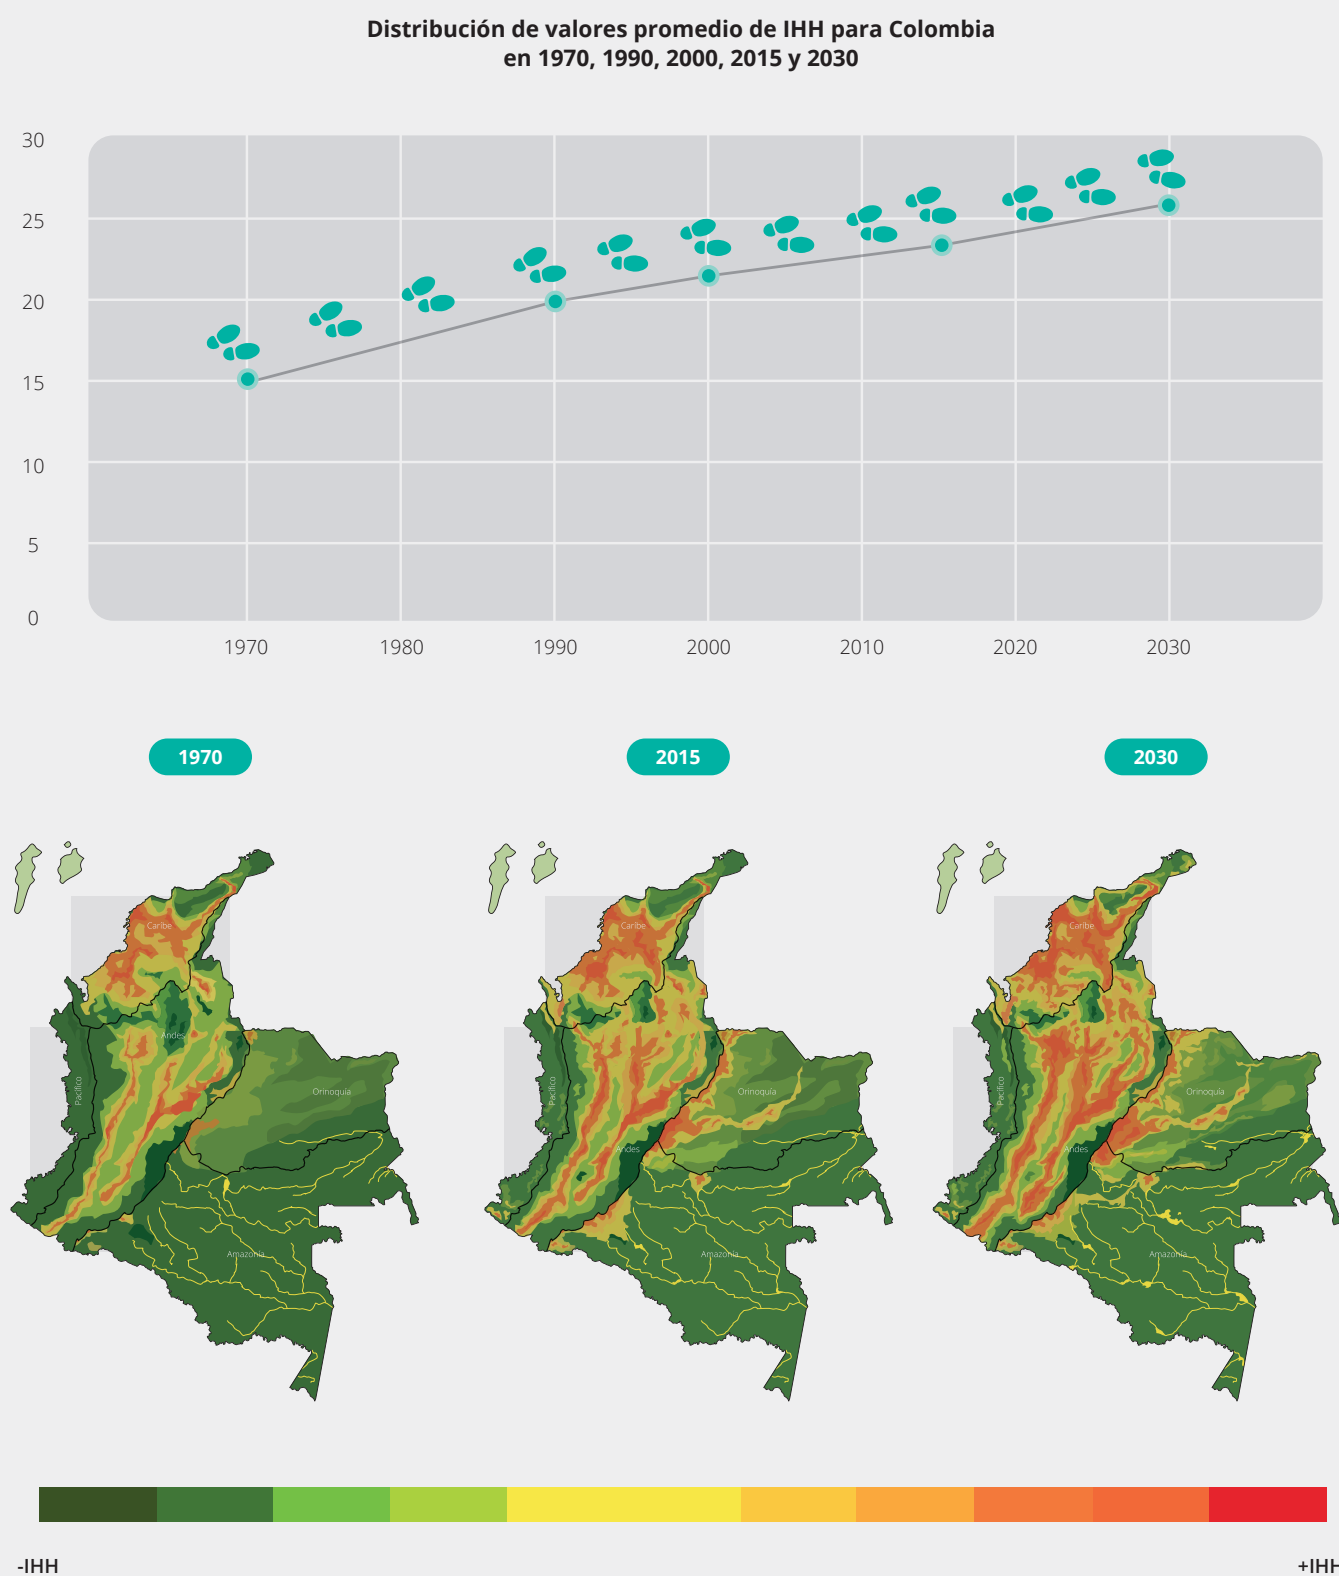 Distribución de valores promedio de IHH para Colombia
en 1970, 1990, 2000, 2015 y 2030
30
25
20
15
10
5
0
1970 1980 1990 2000 2010 2020 2030
1970 2015 2030
Caribe Caribe Caribe
Andes
Pacífico Orinoquía Pacífico Orinoquía Pacífico Orinoquía
Andes Andes
Amazonía Amazonía Amazonía
-IHH +IHH